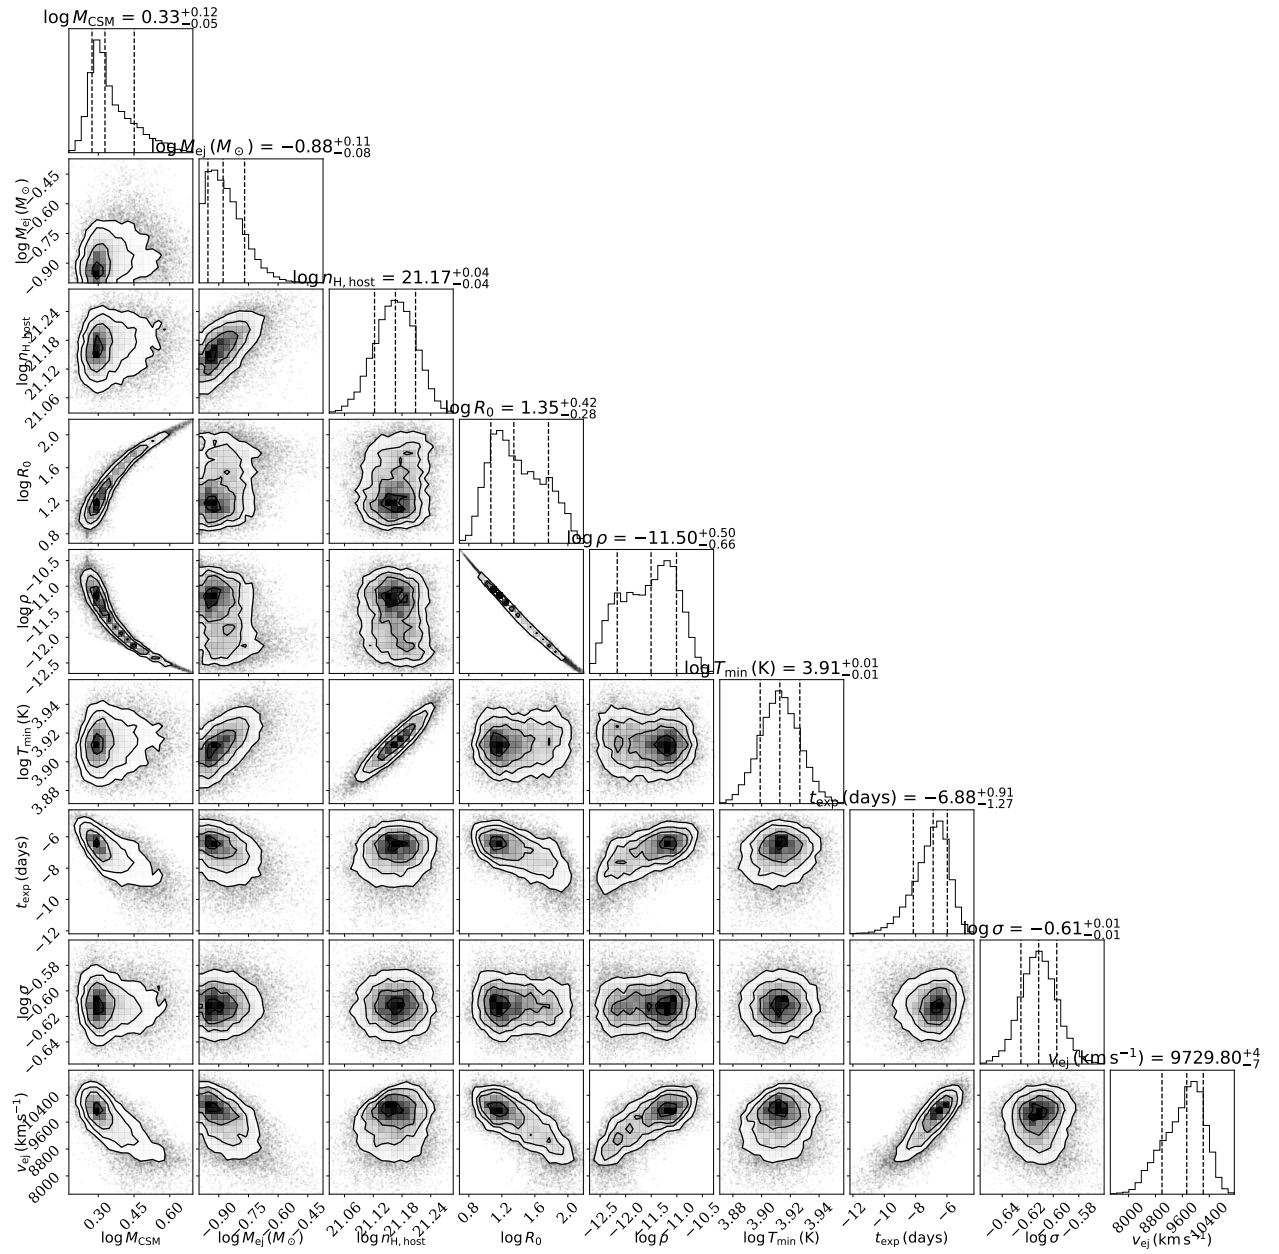 log M_CSM = 0.33^{+0.12}_{−0.05}
log M_ej (M_⊙) = −0.88^{+0.11}_{−0.08}
log M_ej (M_⊙)
−0.45
−0.60
−0.75
−0.90
log n_{H, host} = 21.17^{+0.04}_{−0.04}
log n_{H, host}
21.24
21.18
21.12
21.06
log R_0 = 1.35^{+0.42}_{−0.28}
log R_0
2.0
1.6
1.2
0.8
log ρ = −11.50^{+0.50}_{−0.66}
log ρ
−10.5
−11.0
−11.5
−12.0
−12.5
log T_min (K) = 3.91^{+0.01}_{−0.01}
log T_min (K)
3.94
3.92
3.90
3.88
t_exp (days) = −6.88^{+0.91}_{−1.27}
t_exp (days)
−6
−8
−10
−12
log σ = −0.61^{+0.01}_{−0.01}
log σ
−0.58
−0.60
−0.62
−0.64
v_ej (km s^{−1}) = 9729.80^{+4}_{−7}
v_ej (km s^{−1})
10400
9600
8800
8000
0.30 0.45 0.60
−0.90 −0.75 −0.60 −0.45
21.06 21.12 21.18 21.24
0.8 1.2 1.6 2.0
−12.5 −12.0 −11.5 −11.0 −10.5
3.88 3.90 3.92 3.94
−12 −10 −8 −6
−0.64 −0.62 −0.60 −0.58
8000 8800 9600 10400
log M_CSM log M_ej (M_⊙) log n_{H, host} log R_0 log ρ log T_min (K) t_exp (days) log σ v_ej (km s^{−1})